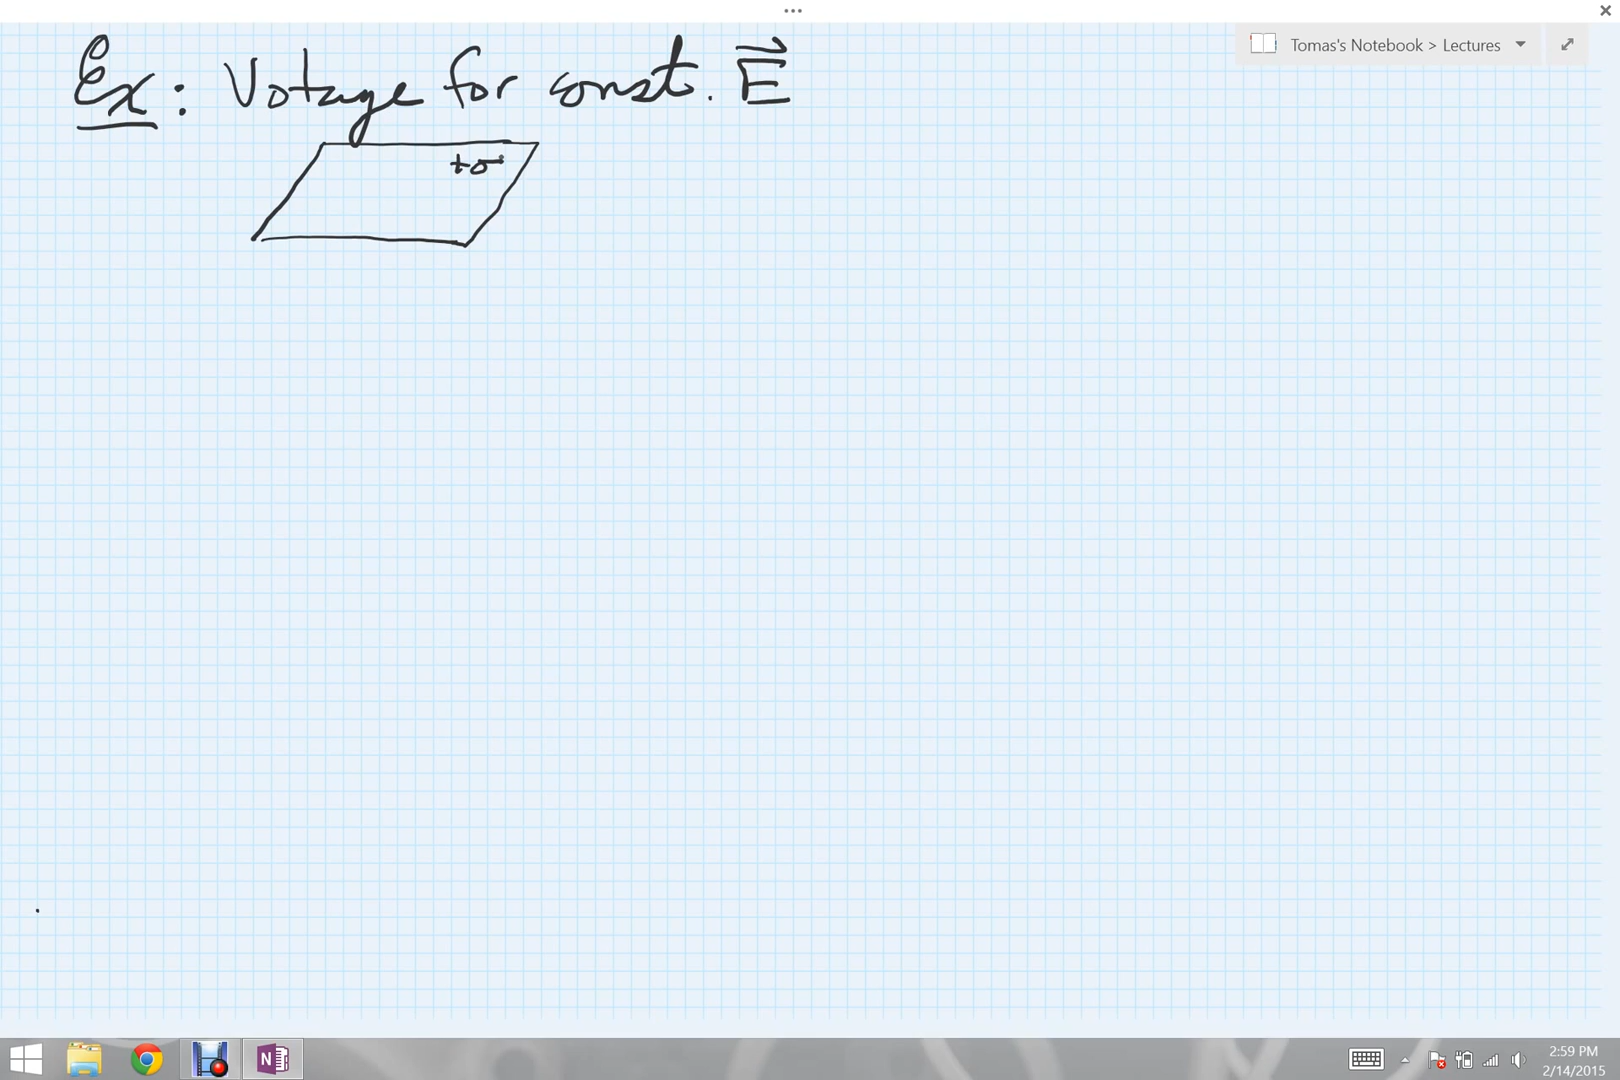 Tomas's Notebook > Lectures
Ex: Votage for const. E⃗
+σ
N
2:59 PM
2/14/2015